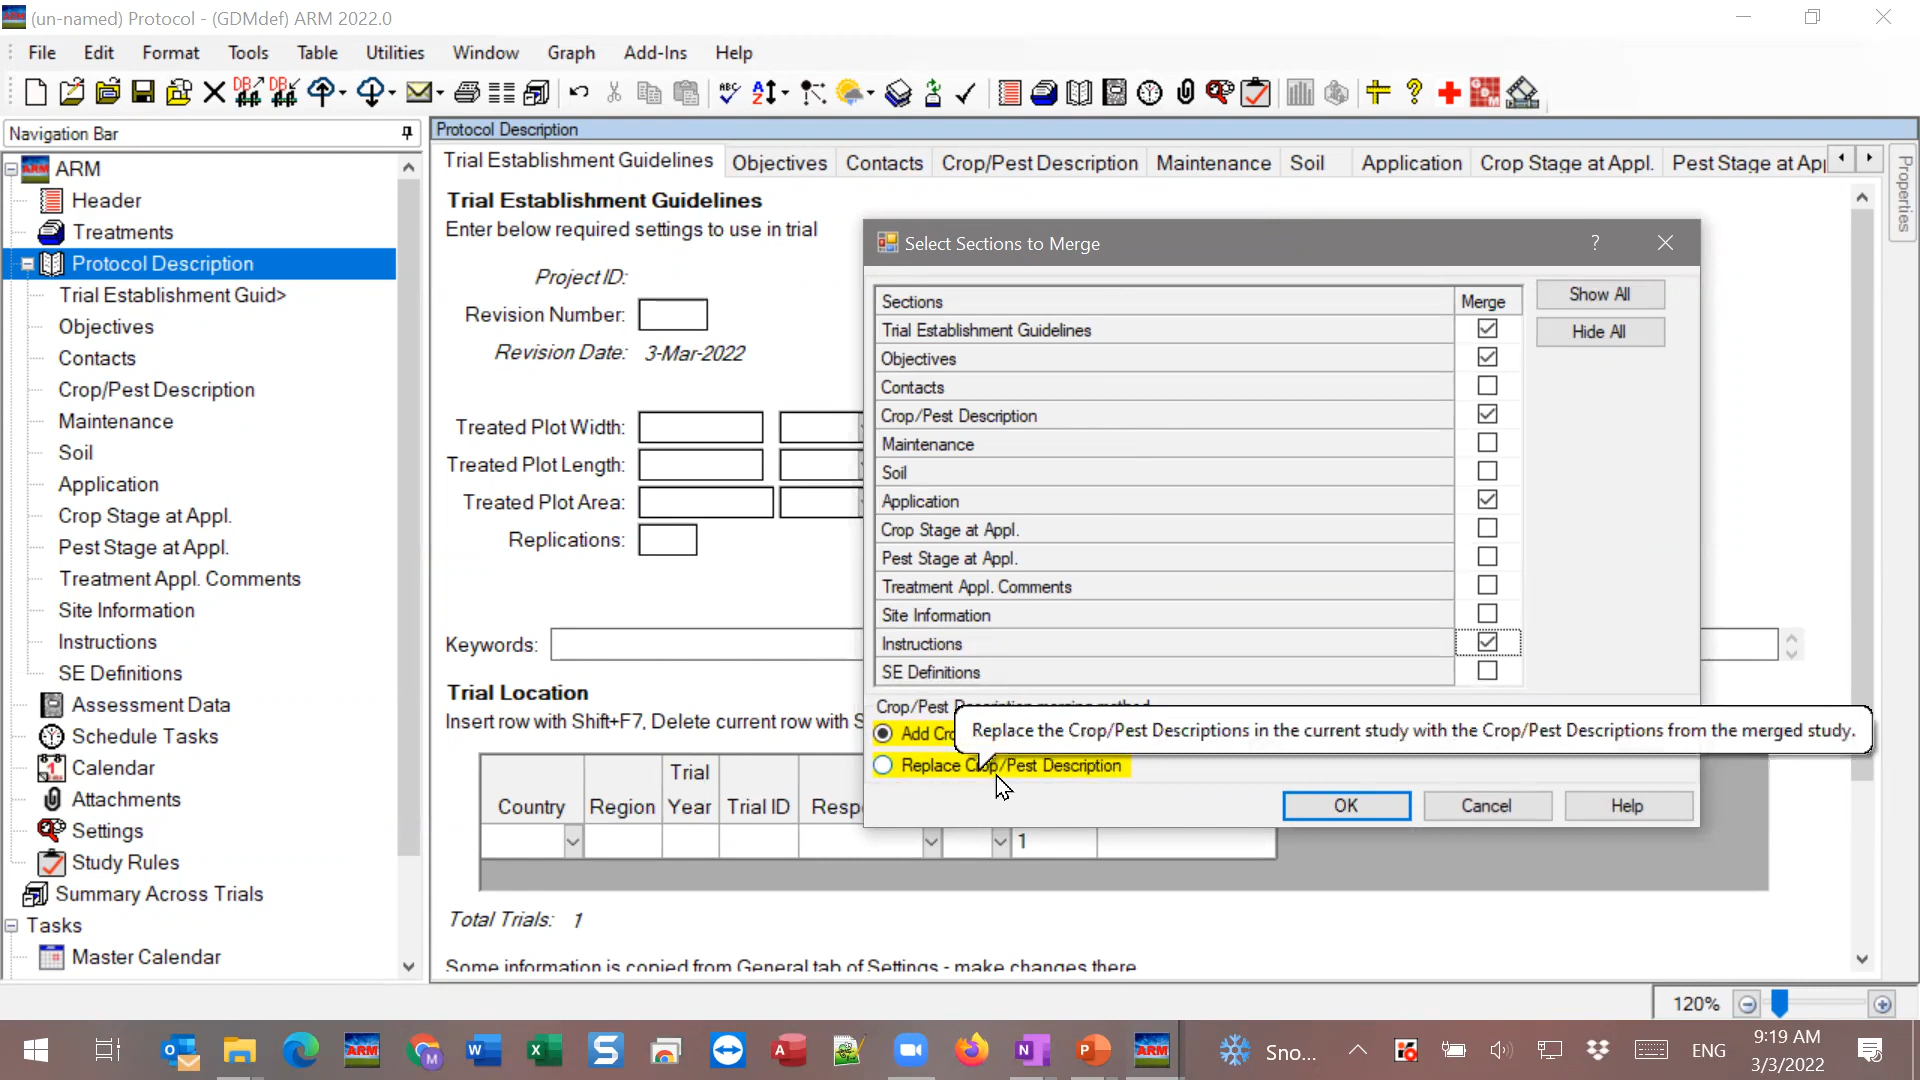 (un-named) Protocol - (GDMdef) ARM 2022.0
File Edit Format Tools Table Utilities Window Graph Add-Ins Help
Navigation Bar
ARM
Header
Treatments
Protocol Description
Trial Establishment Guid>
Objectives
Contacts
Crop/Pest Description
Maintenance
Soil
Application
Crop Stage at Appl.
Pest Stage at Appl.
Treatment Appl. Comments
Site Information
Instructions
SE Definitions
Assessment Data
Schedule Tasks
Calendar
Attachments
Settings
Study Rules
Summary Across Trials
Tasks
Master Calendar
Protocol Description
Trial Establishment Guidelines Objectives Contacts Crop/Pest Description Maintenance Soil Application Crop Stage at Appl. Pest Stage at Ap
Properties
Trial Establishment Guidelines
Enter below required settings to use in trial
Project ID:
Revision Number:
Revision Date: 3-Mar-2022
Treated Plot Width:
Treated Plot Length:
Treated Plot Area:
Replications:
Keywords:
Trial Location
Insert row with Shift+F7, Delete current row with S
Country Region Trial Year Trial ID Resp
1
Total Trials: 1
Some information is copied from General tab of Settings - make changes there
Select Sections to Merge
Sections Merge
Trial Establishment Guidelines
Objectives
Contacts
Crop/Pest Description
Maintenance
Soil
Application
Crop Stage at Appl.
Pest Stage at Appl.
Treatment Appl. Comments
Site Information
Instructions
SE Definitions
Show All
Hide All
Crop/Pest Description merging method
Add Cro
Replace the Crop/Pest Descriptions in the current study with the Crop/Pest Descriptions from the merged study.
Replace Crop/Pest Description
OK Cancel Help
120%
Sno...
ENG
9:19 AM
3/3/2022